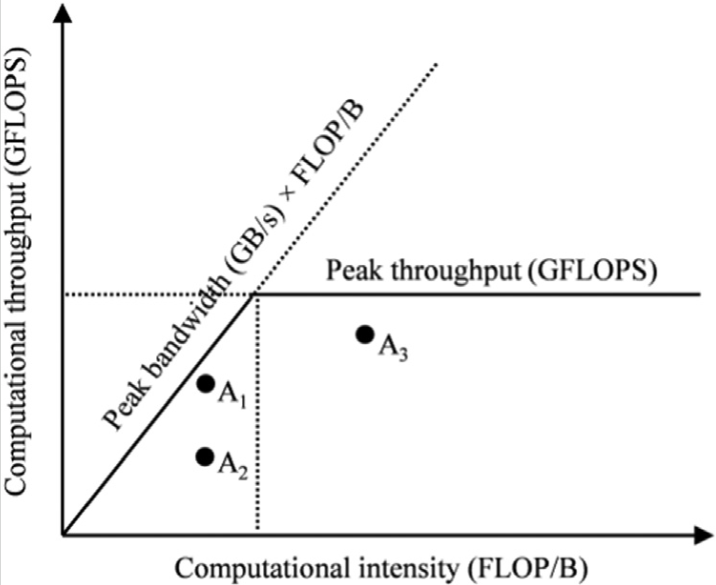 Computational throughput (GFLOPS)
Peak bandwidth (GB/s) × FLOP/B
Peak throughput (GFLOPS)
A3
A1
A2
Computational intensity (FLOP/B)